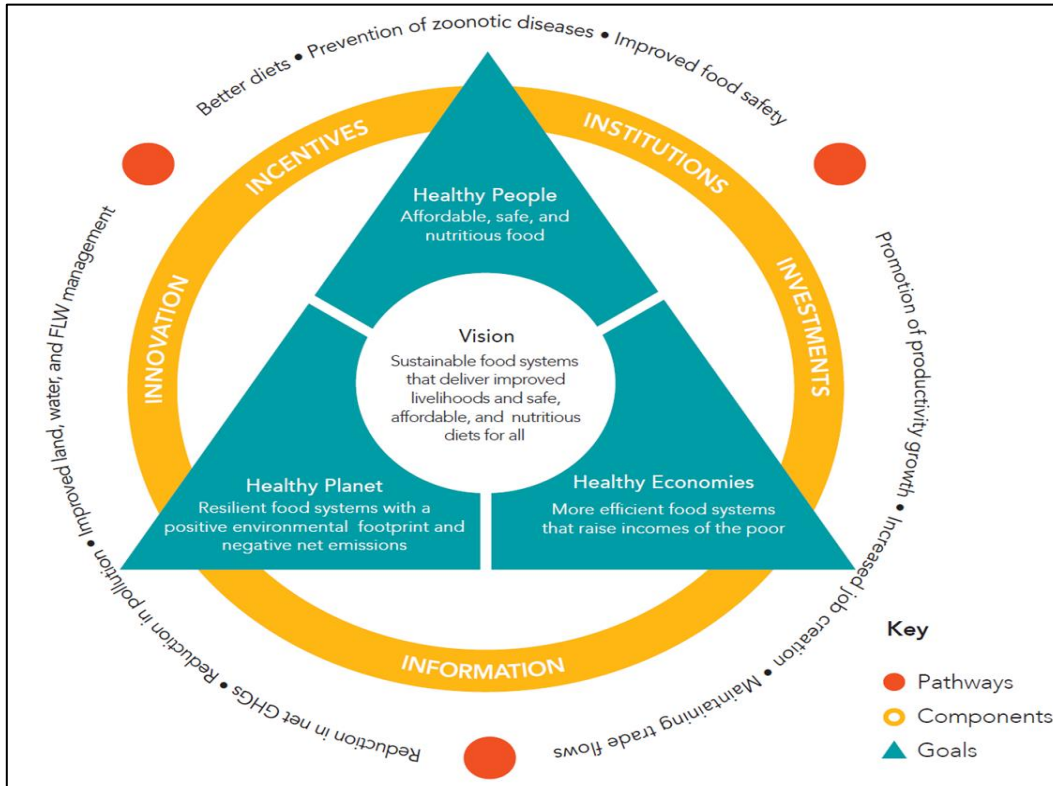 Better diets • Prevention of zoonotic diseases • Improved food safety
INCENTIVES
INSTITUTIONS
Healthy People
Affordable, safe, and
nutritious food
Improved land, water, and FLW management
INNOVATION
INVESTMENTS
Promotion of productivity growth • Increased job creation • Maintaining trade flows
Vision
Sustainable food systems
that deliver improved
livelihoods and safe,
affordable, and nutritious
diets for all
Healthy Planet
Resilient food systems with a
positive environmental footprint and
negative net emissions
Healthy Economies
More efficient food systems
that raise incomes of the poor
Reduction in net GHGs • Reduction in pollution •
INFORMATION
Key
Pathways
Components
Goals